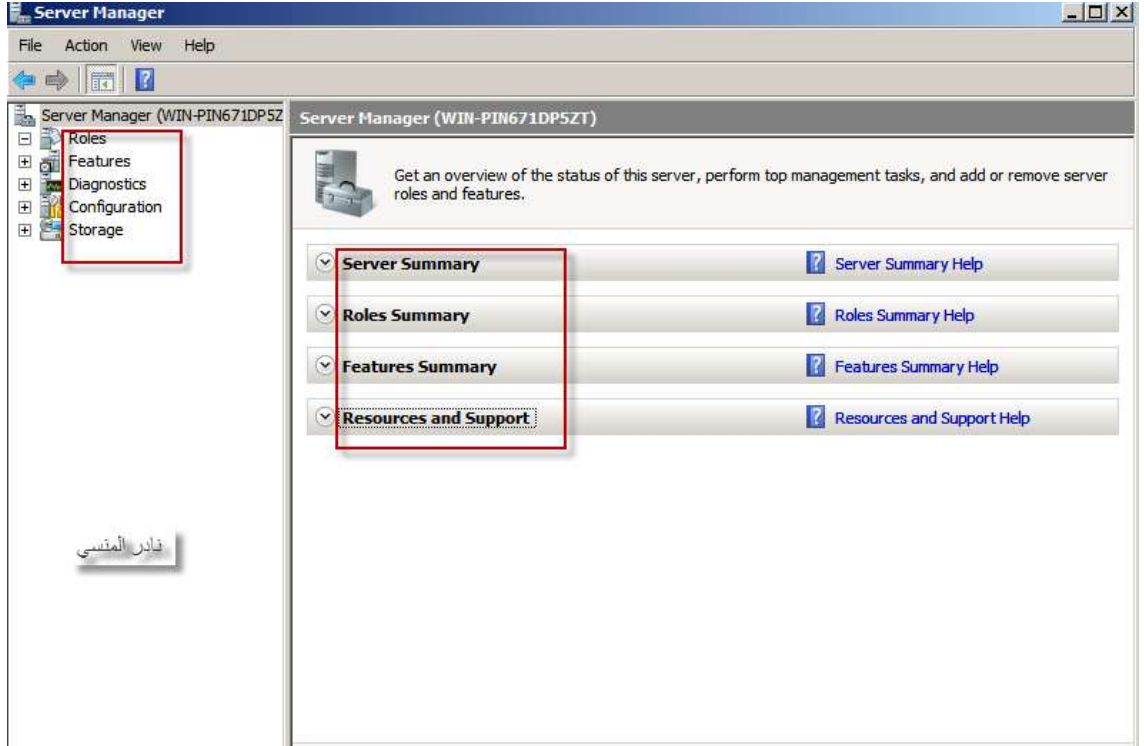 Server Manager
File Action View Help
Server Manager (WIN-PIN671DP5Z
Roles
Features
Diagnostics
Configuration
Storage
Server Manager (WIN-PIN671DP5ZT)
Get an overview of the status of this server, perform top management tasks, and add or remove server
roles and features.
Server Summary
Server Summary Help
Roles Summary
Roles Summary Help
Features Summary
Features Summary Help
Resources and Support
Resources and Support Help
نادر المنسي